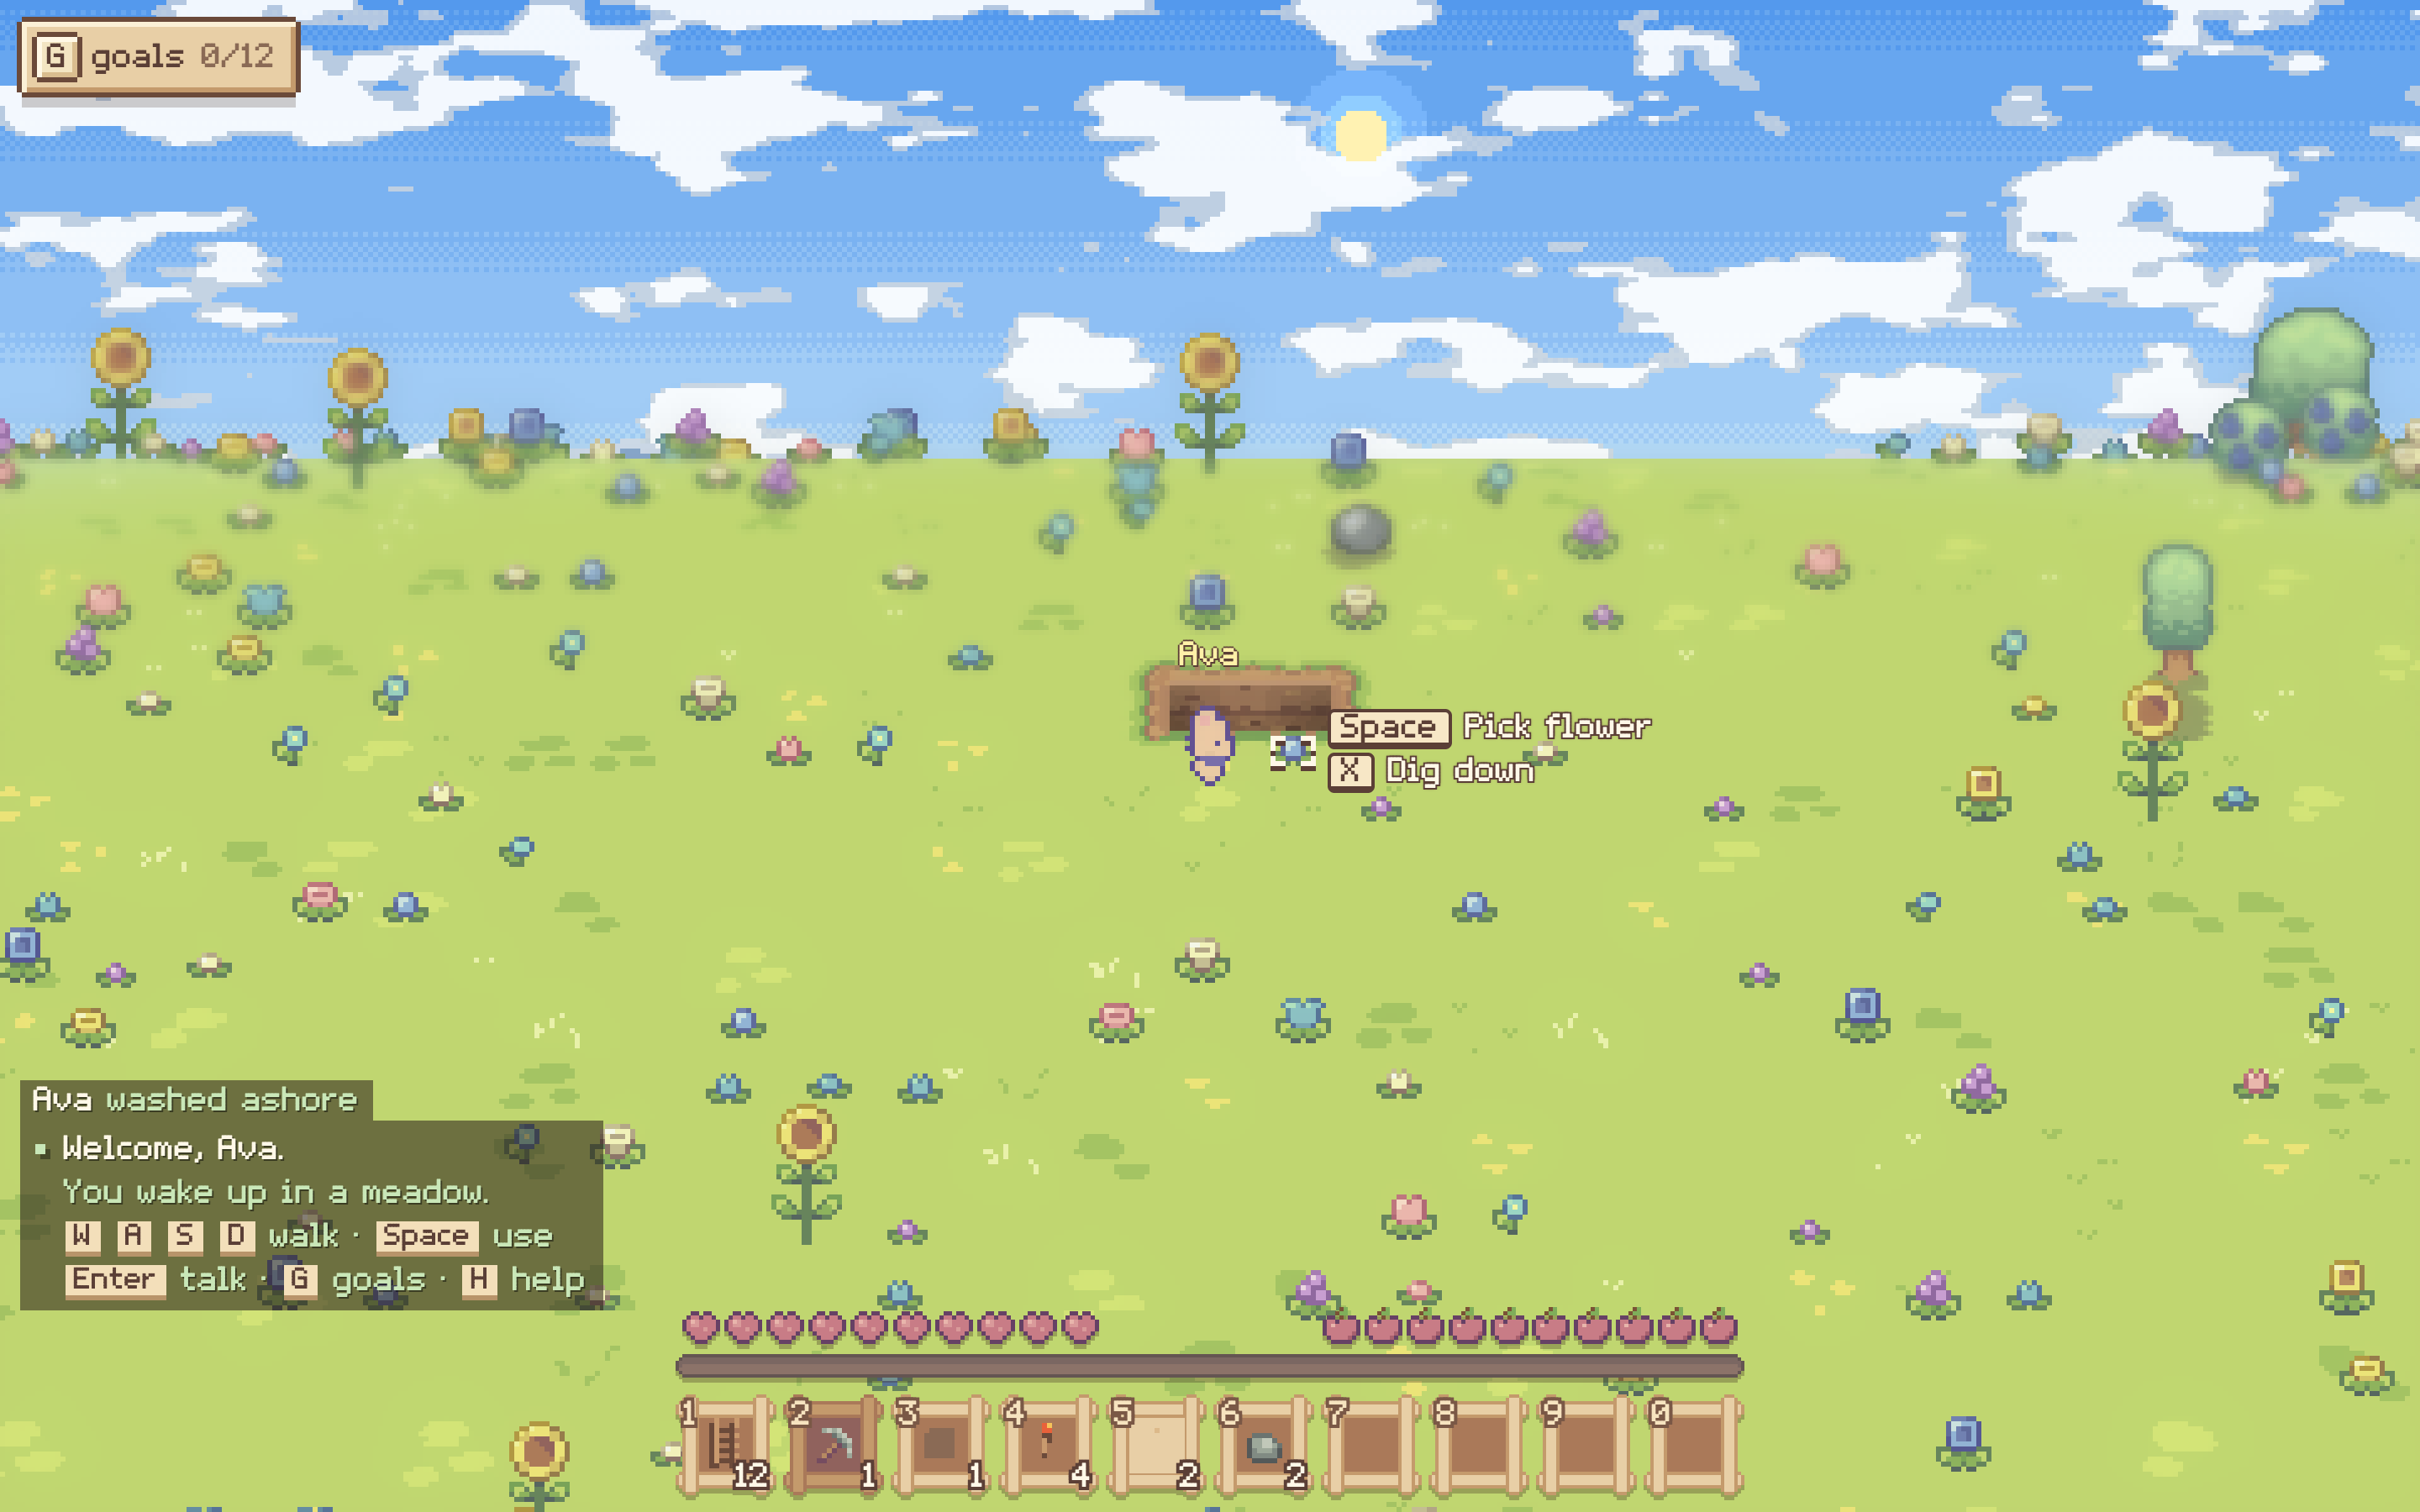 G goals 0/12
Ava
Space Pick flower
X Dig down
Ava washed ashore
Welcome, Ava.
You wake up in a meadow.
W A S D walk · Space use
Enter talk · G goals · H help
1 2 3 4 5 6 7 8 9 0
12 1 1 4 2 2